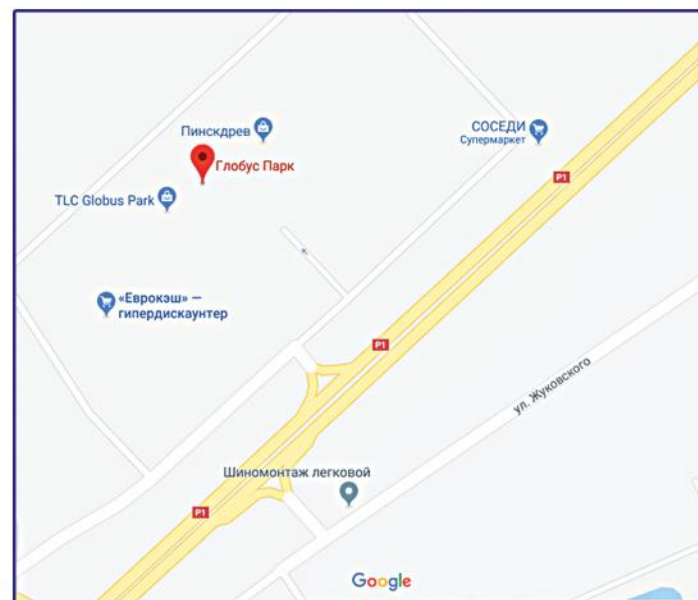 Пинскдрев
СОСЕДИ
Супермаркет
Глобус Парк
P1
TLC Globus Park
«Еврокэш» —
гипердискаунтер
P1
ул. Жуковского
Шиномонтаж легковой
P1
Google